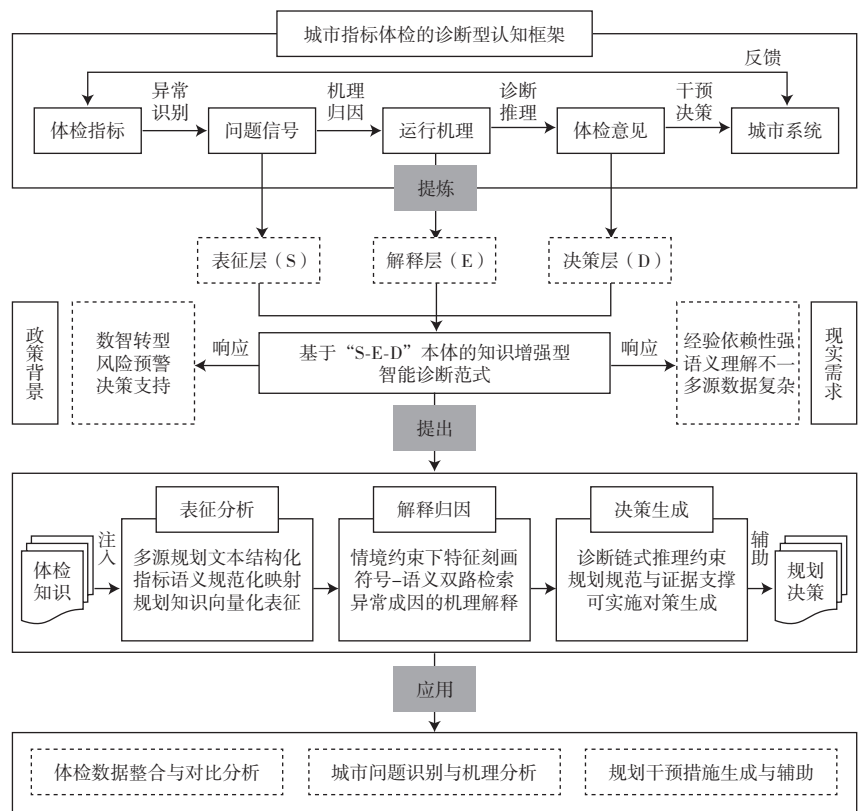 城市指标体检的诊断型认知框架
反馈
异常
识别
机理
归因
诊断
推理
干预
决策
体检指标
问题信号
运行机理
体检意见
城市系统
提炼
表征层（S）
解释层（E）
决策层（D）
政策背景
数智转型
风险预警
决策支持
响应
基于“S-E-D”本体的知识增强型
智能诊断范式
响应
经验依赖性强
语义理解不一
多源数据复杂
现实需求
提出
表征分析
解释归因
决策生成
体检
知识
注入
多源规划文本结构化
指标语义规范化映射
规划知识向量化表征
情境约束下特征刻画
符号–语义双路检索
异常成因的机理解释
诊断链式推理约束
规划规范与证据支撑
可实施对策生成
辅助
规划
决策
应用
体检数据整合与对比分析
城市问题识别与机理分析
规划干预措施生成与辅助